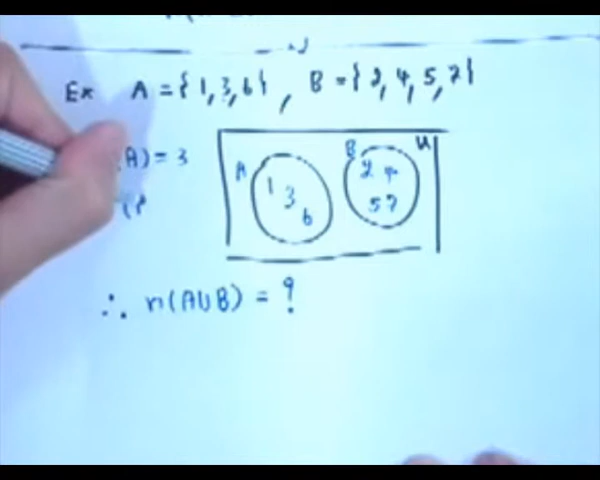 Ex A = {1, 3, 6}, B = {2, 4, 5, 7}
A) = 3
A
1
3
6
B
2 4
5 7
U
∴ n(A∪B) = ?